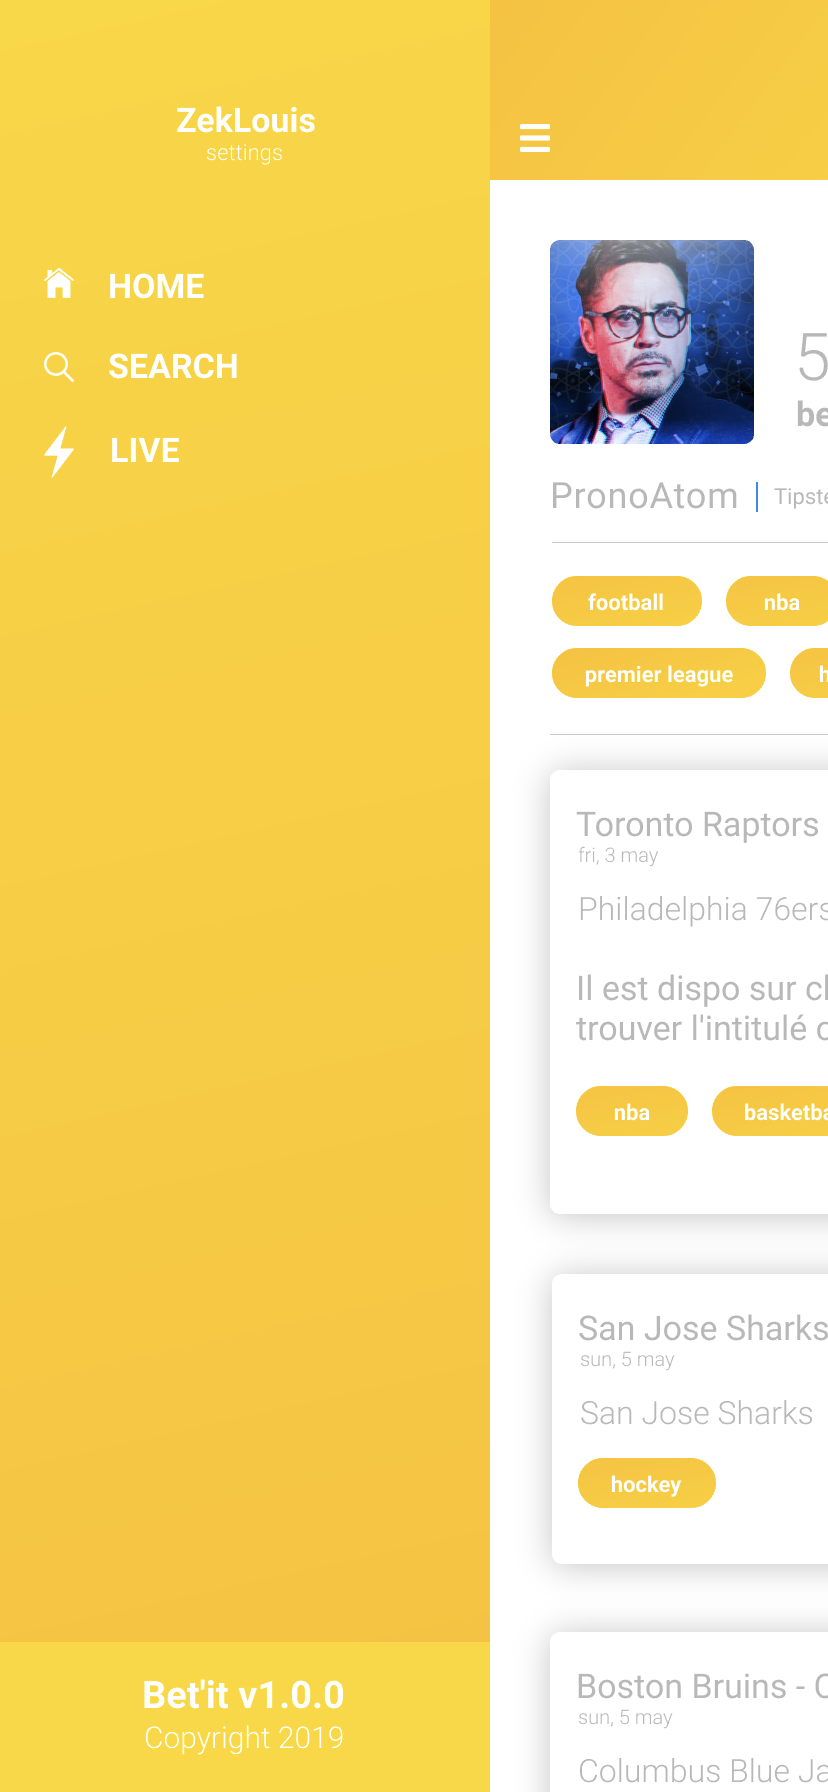 ZekLouis
settings
HOME
SEARCH
LIVE
Bet'it v1.0.0
Copyright 2019
5
be
PronoAtom
Tipste
football
nba
premier league
h
Toronto Raptors
fri, 3 may
Philadelphia 76ers
Il est dispo sur cl
trouver l'intitulé c
nba
basketba
San Jose Sharks
sun, 5 may
San Jose Sharks
hockey
Boston Bruins - C
sun, 5 may
Columbus Blue Ja